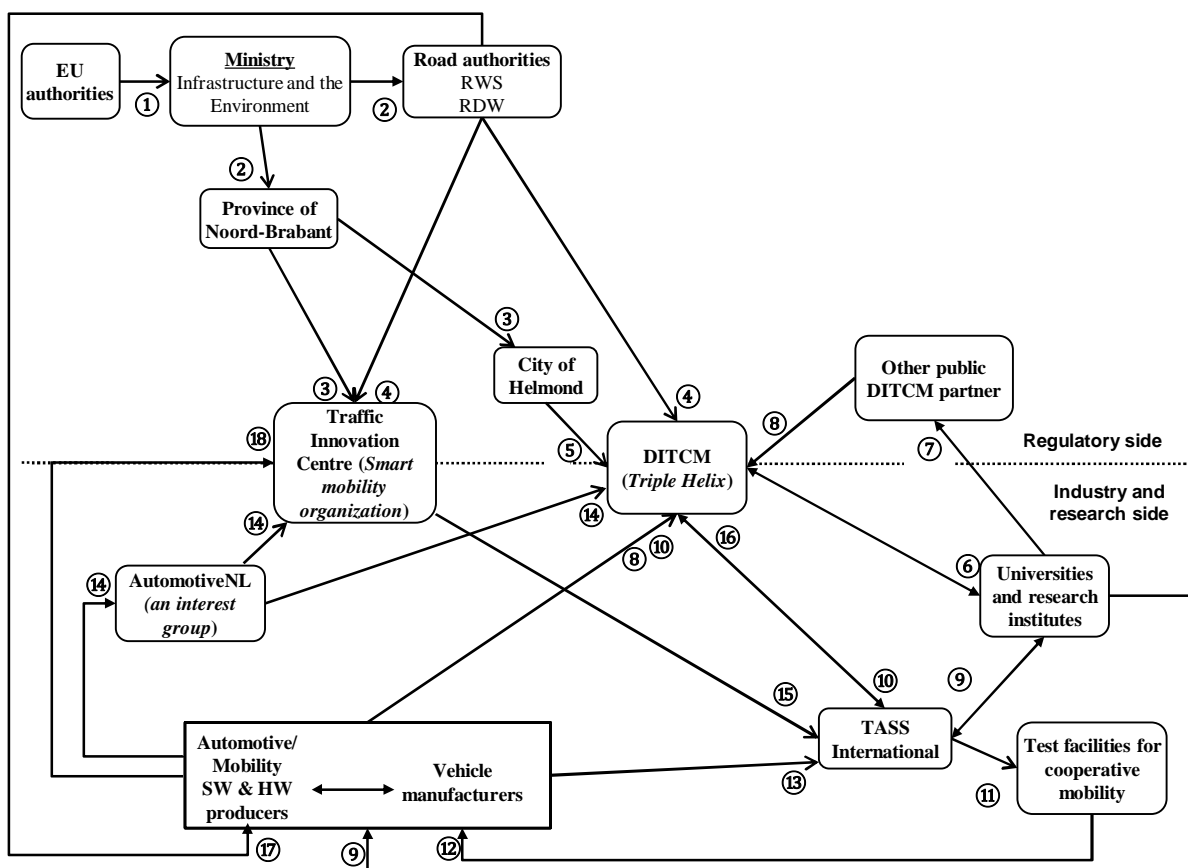 EU
authorities
①
Ministry
Infrastructure and the
Environment
②
Road authorities
RWS
RDW
②
Province of
Noord-Brabant
③
City of
Helmond
③
④
④
Other public
DITCM partner
⑧
⑦
⑤
⑱
Traffic
Innovation
Centre (Smart
mobility
organization)
DITCM
(Triple Helix)
Regulatory side
Industry and
research side
⑭
⑭
⑧
⑩
⑯
⑥
⑭
AutomotiveNL
(an interest
group)
Universities
and research
institutes
⑮
⑩
⑨
TASS
International
Test facilities for
cooperative
mobility
⑬
⑪
Automotive/
Mobility
SW & HW
producers
Vehicle
manufacturers
⑰
⑨
⑫